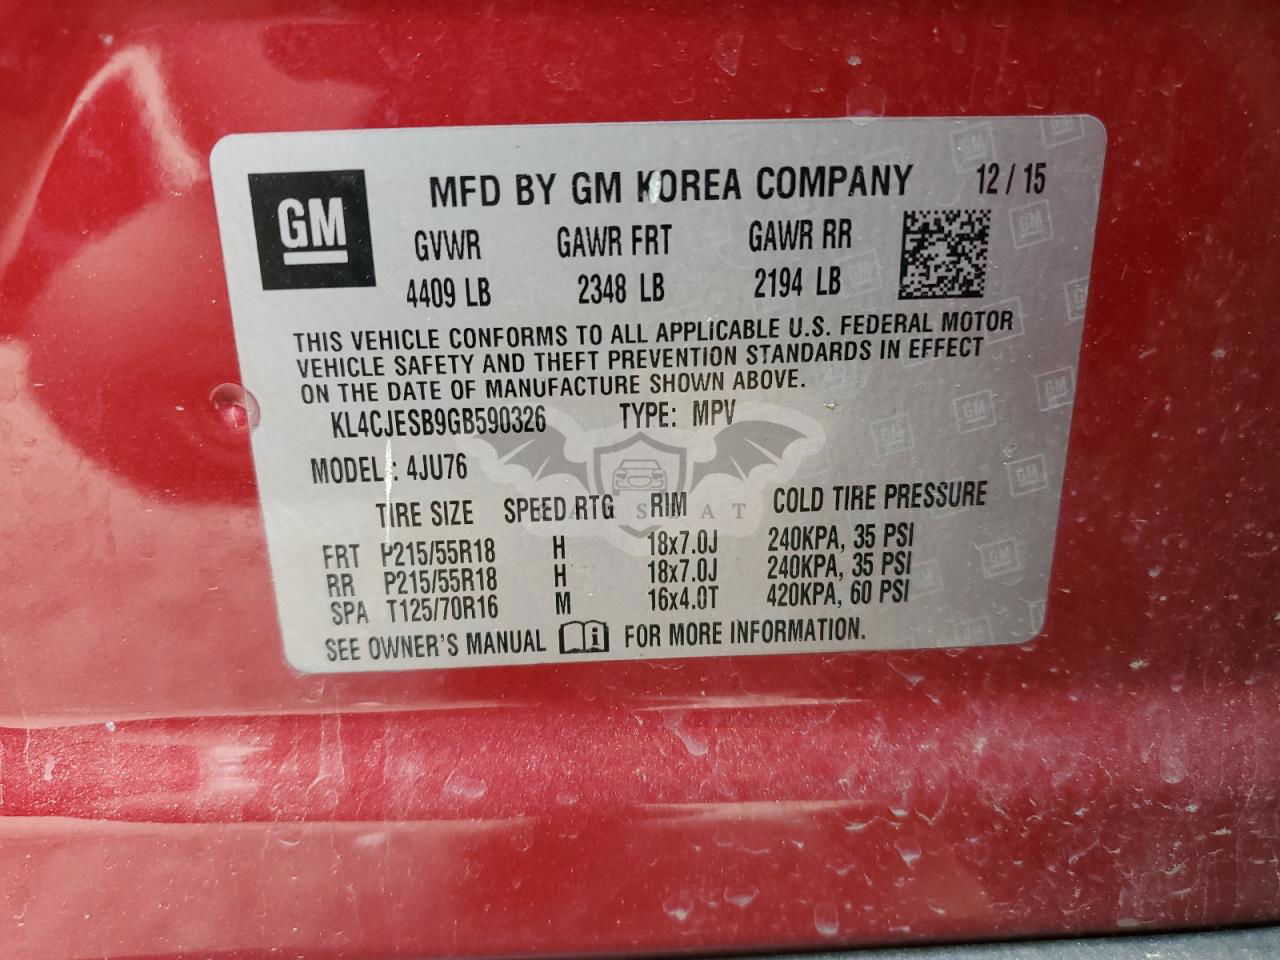 GM
MFD BY GM KOREA COMPANY 12 / 15
GVWR GAWR FRT GAWR RR
4409 LB 2348 LB 2194 LB
THIS VEHICLE CONFORMS TO ALL APPLICABLE U.S. FEDERAL MOTOR
VEHICLE SAFETY AND THEFT PREVENTION STANDARDS IN EFFECT
ON THE DATE OF MANUFACTURE SHOWN ABOVE.
KL4CJESB9GB590326 TYPE: MPV
MODEL : 4JU76
TIRE SIZE SPEED RTG RIM COLD TIRE PRESSURE
FRT P215/55R18 H 18x7.0J 240KPA, 35 PSI
RR P215/55R18 H 18x7.0J 240KPA, 35 PSI
SPA T125/70R16 M 16x4.0T 420KPA, 60 PSI
SEE OWNER'S MANUAL FOR MORE INFORMATION.